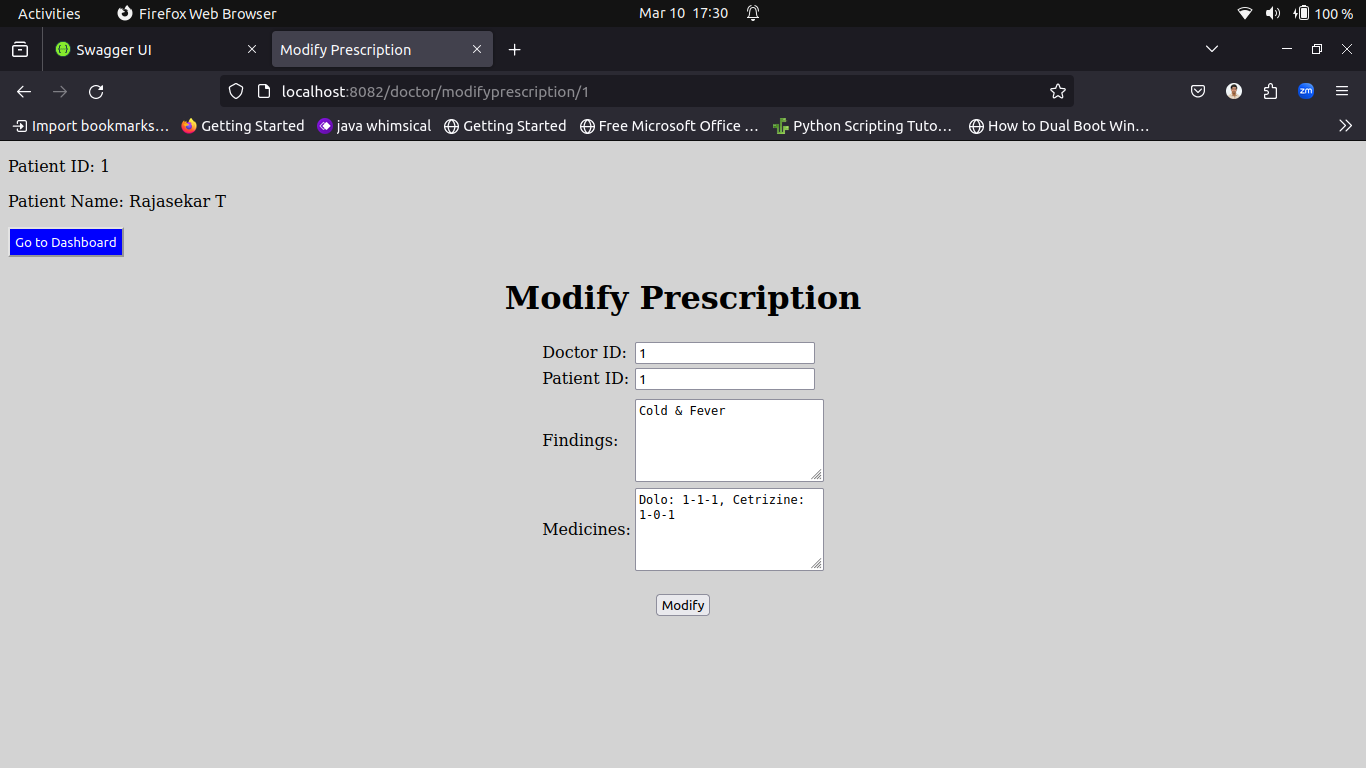 Activities Firefox Web Browser Mar 10 17:30 100 %
Swagger UI Modify Prescription
localhost:8082/doctor/modifyprescription/1 zm
Import bookmarks... Getting Started java whimsical Getting Started Free Microsoft Office ... Python Scripting Tuto... How to Dual Boot Win...
Patient ID: 1
Patient Name: Rajasekar T
Go to Dashboard
Modify Prescription
Doctor ID: 1
Patient ID: 1
Findings: Cold & Fever
Medicines: Dolo: 1-1-1, Cetrizine:
1-0-1
Modify